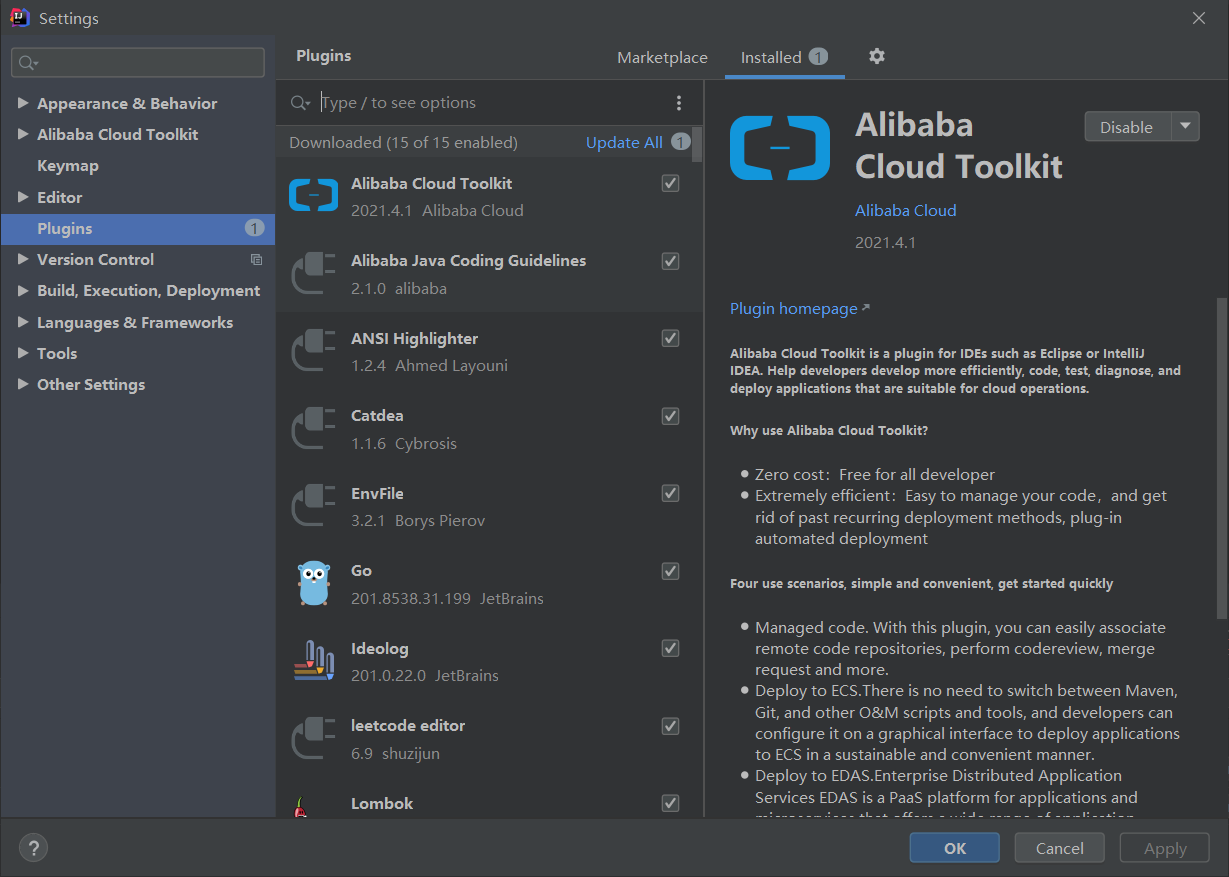 Settings
Plugins
Marketplace
Installed 1
Appearance & Behavior
Alibaba Cloud Toolkit
Keymap
Editor
Plugins 1
Version Control
Build, Execution, Deployment
Languages & Frameworks
Tools
Other Settings
Type / to see options
Downloaded (15 of 15 enabled) Update All 1
Alibaba Cloud Toolkit
2021.4.1 Alibaba Cloud
Alibaba Java Coding Guidelines
2.1.0 alibaba
ANSI Highlighter
1.2.4 Ahmed Layouni
Catdea
1.1.6 Cybrosis
EnvFile
3.2.1 Borys Pierov
Go
201.8538.31.199 JetBrains
Ideolog
201.0.22.0 JetBrains
leetcode editor
6.9 shuzijun
Lombok
Alibaba
Cloud Toolkit
Disable
Alibaba Cloud
2021.4.1
Plugin homepage
Alibaba Cloud Toolkit is a plugin for IDEs such as Eclipse or IntelliJ
IDEA. Help developers develop more efficiently, code, test, diagnose, and
deploy applications that are suitable for cloud operations.
Why use Alibaba Cloud Toolkit?
Zero cost：Free for all developer
Extremely efficient：Easy to manage your code，and get
rid of past recurring deployment methods, plug-in
automated deployment
Four use scenarios, simple and convenient, get started quickly
Managed code. With this plugin, you can easily associate
remote code repositories, perform codereview, merge
request and more.
Deploy to ECS.There is no need to switch between Maven,
Git, and other O&M scripts and tools, and developers can
configure it on a graphical interface to deploy applications
to ECS in a sustainable and convenient manner.
Deploy to EDAS.Enterprise Distributed Application
Services EDAS is a PaaS platform for applications and
microservices that offers a wide range of application
?
OK
Cancel
Apply